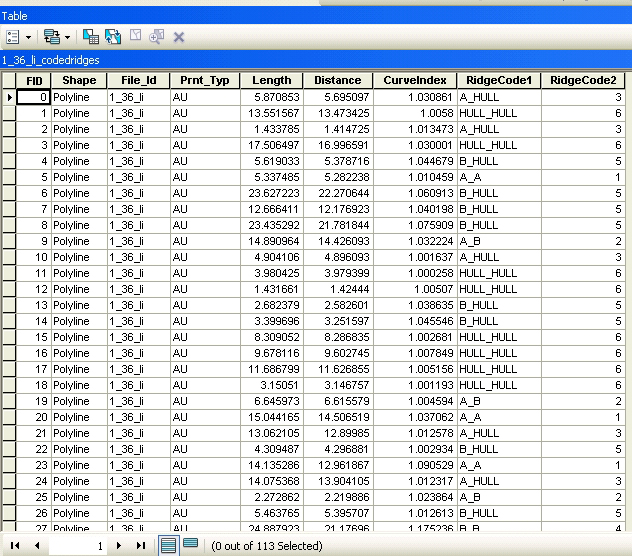 Table
1_36_li_codedridges
FID Shape File_Id Prnt_Typ Length Distance CurveIndex RidgeCode1 RidgeCode2
0 Polyline 1_36_li AU 5.870853 5.695097 1.030861 A_HULL 3
1 Polyline 1_36_li AU 13.551567 13.473425 1.0058 HULL_HULL 6
2 Polyline 1_36_li AU 1.433785 1.414725 1.013473 A_HULL 3
3 Polyline 1_36_li AU 17.506497 16.996591 1.030001 HULL_HULL 6
4 Polyline 1_36_li AU 5.619033 5.378716 1.044679 B_HULL 5
5 Polyline 1_36_li AU 5.337485 5.282238 1.010459 A_A 1
6 Polyline 1_36_li AU 23.627223 22.270644 1.060913 B_HULL 5
7 Polyline 1_36_li AU 12.666411 12.176923 1.040198 B_HULL 5
8 Polyline 1_36_li AU 23.435292 21.781844 1.075909 B_HULL 5
9 Polyline 1_36_li AU 14.890964 14.426093 1.032224 A_B 2
10 Polyline 1_36_li AU 4.904106 4.896093 1.001637 A_HULL 3
11 Polyline 1_36_li AU 3.980425 3.979399 1.000258 HULL_HULL 6
12 Polyline 1_36_li AU 1.431661 1.42444 1.00507 HULL_HULL 6
13 Polyline 1_36_li AU 2.682379 2.582601 1.038635 B_HULL 5
14 Polyline 1_36_li AU 3.399696 3.251597 1.045546 B_HULL 5
15 Polyline 1_36_li AU 8.309052 8.286835 1.002681 HULL_HULL 6
16 Polyline 1_36_li AU 9.678116 9.602745 1.007849 HULL_HULL 6
17 Polyline 1_36_li AU 11.686799 11.626855 1.005156 HULL_HULL 6
18 Polyline 1_36_li AU 3.15051 3.146757 1.001193 HULL_HULL 6
19 Polyline 1_36_li AU 6.645973 6.615579 1.004594 A_B 2
20 Polyline 1_36_li AU 15.044165 14.506519 1.037062 A_A 1
21 Polyline 1_36_li AU 13.062105 12.89985 1.012578 A_HULL 3
22 Polyline 1_36_li AU 4.309487 4.296881 1.002934 B_HULL 5
23 Polyline 1_36_li AU 14.135286 12.961867 1.090529 A_A 1
24 Polyline 1_36_li AU 14.075368 13.904105 1.012317 A_HULL 3
25 Polyline 1_36_li AU 2.272862 2.219886 1.023864 A_B 2
26 Polyline 1_36_li AU 5.463765 5.395707 1.012613 B_HULL 5
27 Polyline 1_36_li AU 24.887923 21.17696 1.175236 B_B 4
1 (0 out of 113 Selected)